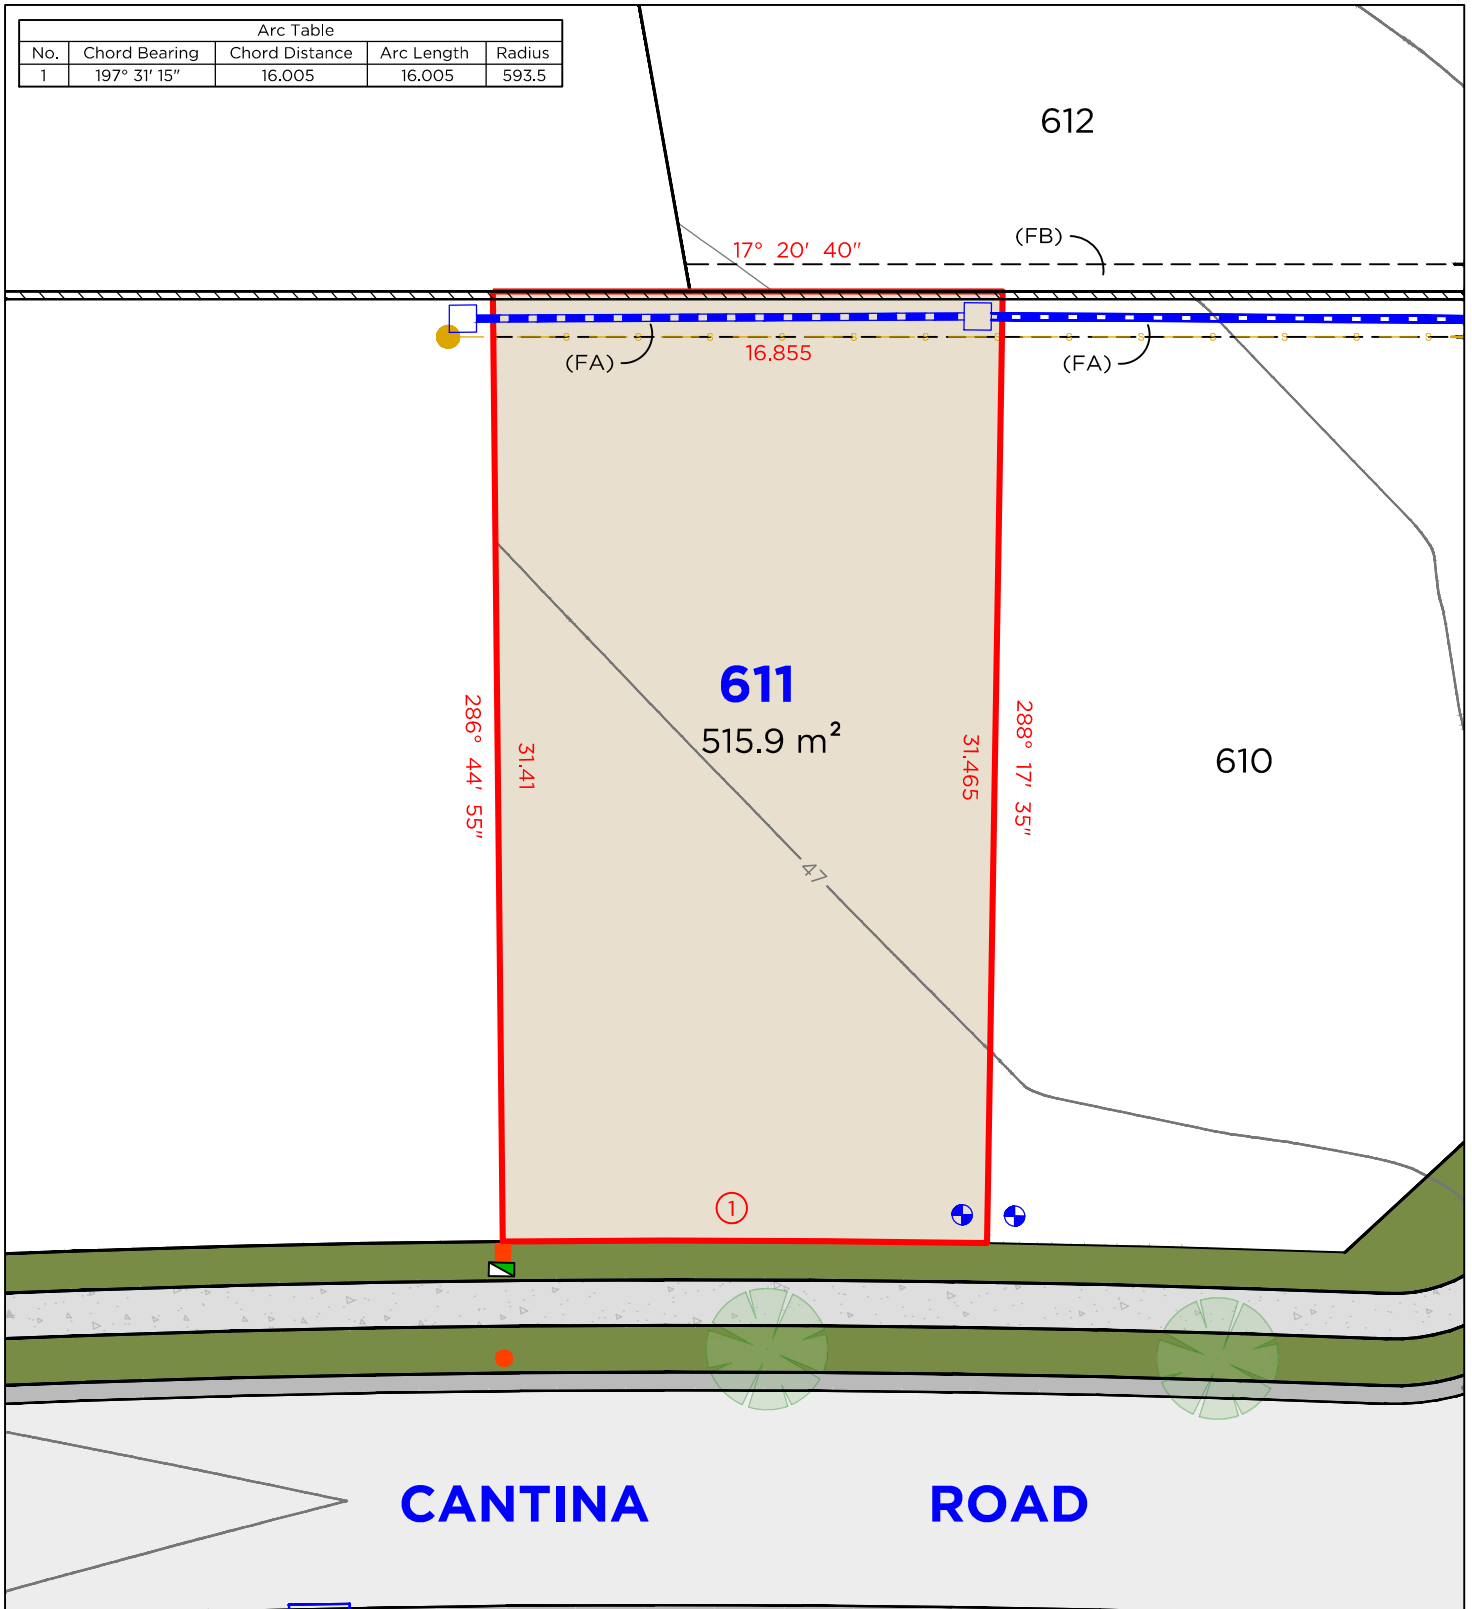 Arc Table
No. Chord Bearing Chord Distance Arc Length Radius
1 197° 31' 15" 16.005 16.005 593.5
612
(FB)
17° 20' 40"
S S S S S S S S S S S S S
16.855
(FA)
(FA)
611
515.9 m²
286° 44' 55"
31.41
31.465
288° 17' 35"
610
47
1
CANTINA ROAD